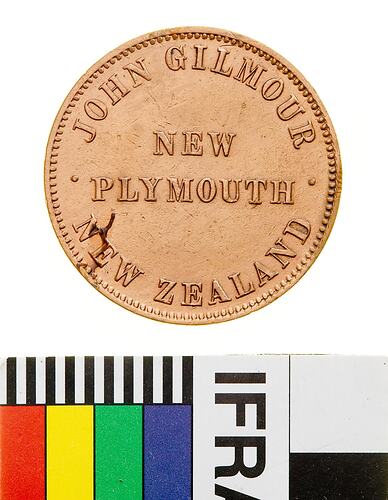 JOHN GILMOUR
NEW
· PLYMOUTH ·
NEW ZEALAND
IFRA